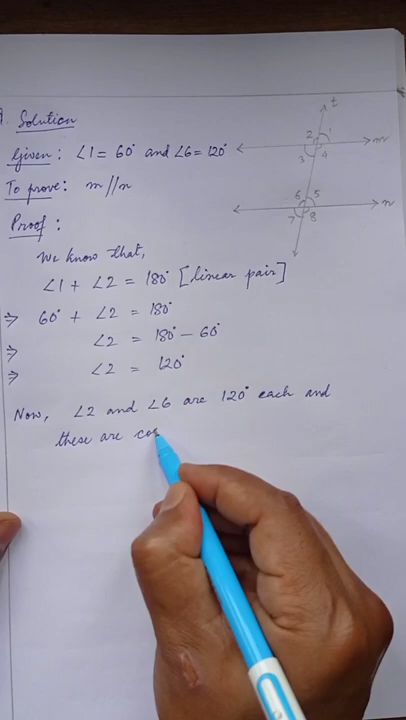 Solution
Given: ∠1 = 60° and ∠6 = 120°
To prove: m//n
Proof:
We know that,
∠1 + ∠2 = 180° [linear pair]
⇒ 60° + ∠2 = 180°
⇒ ∠2 = 180° - 60°
⇒ ∠2 = 120°
Now, ∠2 and ∠6 are 120° each and
these are co
t
2 1
m
3 4
6 5
n
7 8